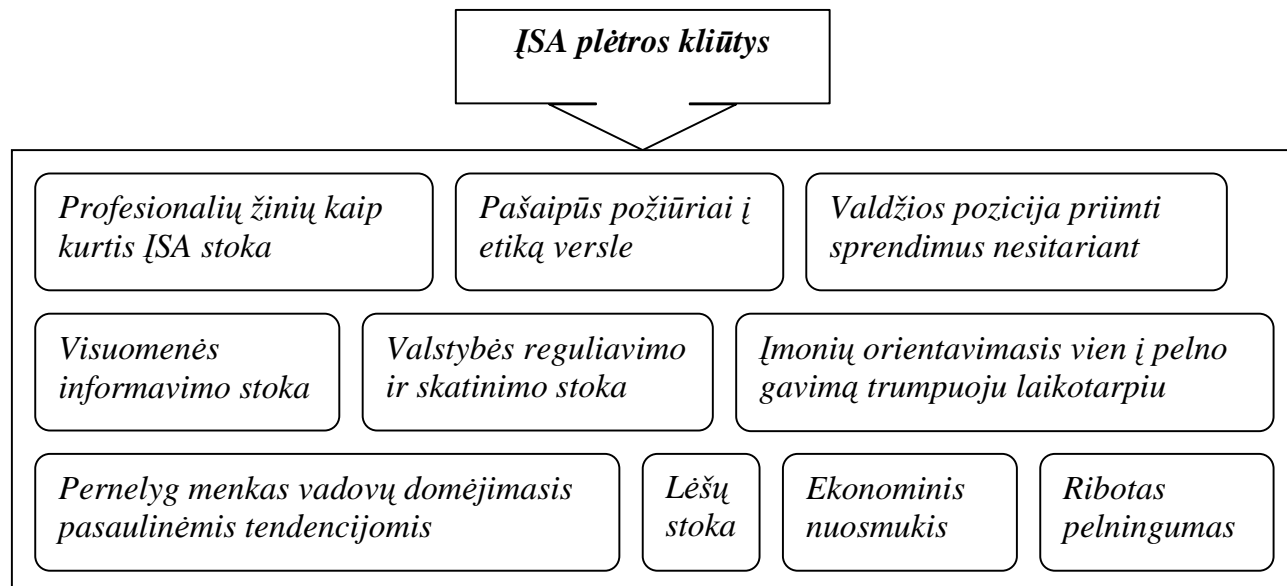 ĮSA plėtros kliūtys
Profesionalių žinių kaip
kurtis ĮSA stoka
Pašaipūs požiūriai į
etiką versle
Valdžios pozicija priimti
sprendimus nesitariant
Visuomenės
informavimo stoka
Valstybės reguliavimo
ir skatinimo stoka
Įmonių orientavimasis vien į pelno
gavimą trumpuoju laikotarpiu
Pernelyg menkas vadovų domėjimasis
pasaulinėmis tendencijomis
Lėšų
stoka
Ekonominis
nuosmukis
Ribotas
pelningumas